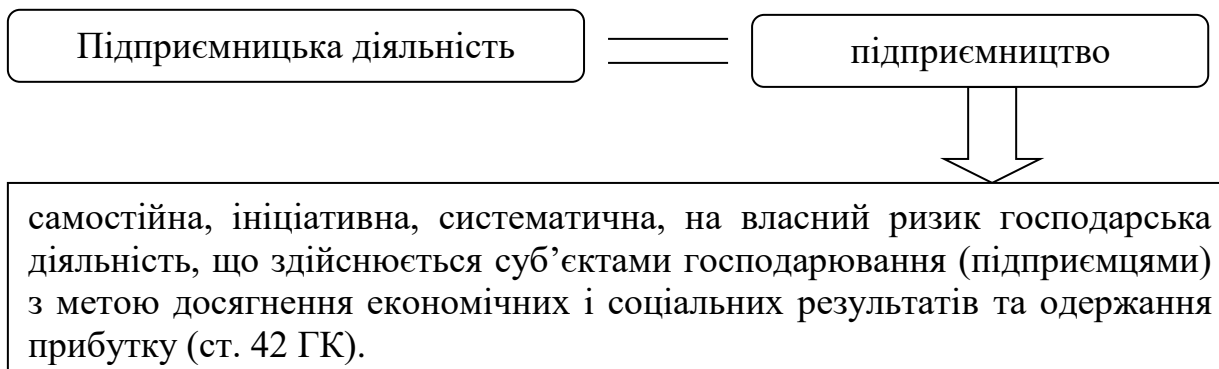 Підприємницька діяльність
підприємництво
самостійна, ініціативна, систематична, на власний ризик господарська
діяльність, що здійснюється суб’єктами господарювання (підприємцями)
з метою досягнення економічних і соціальних результатів та одержання
прибутку (ст. 42 ГК).